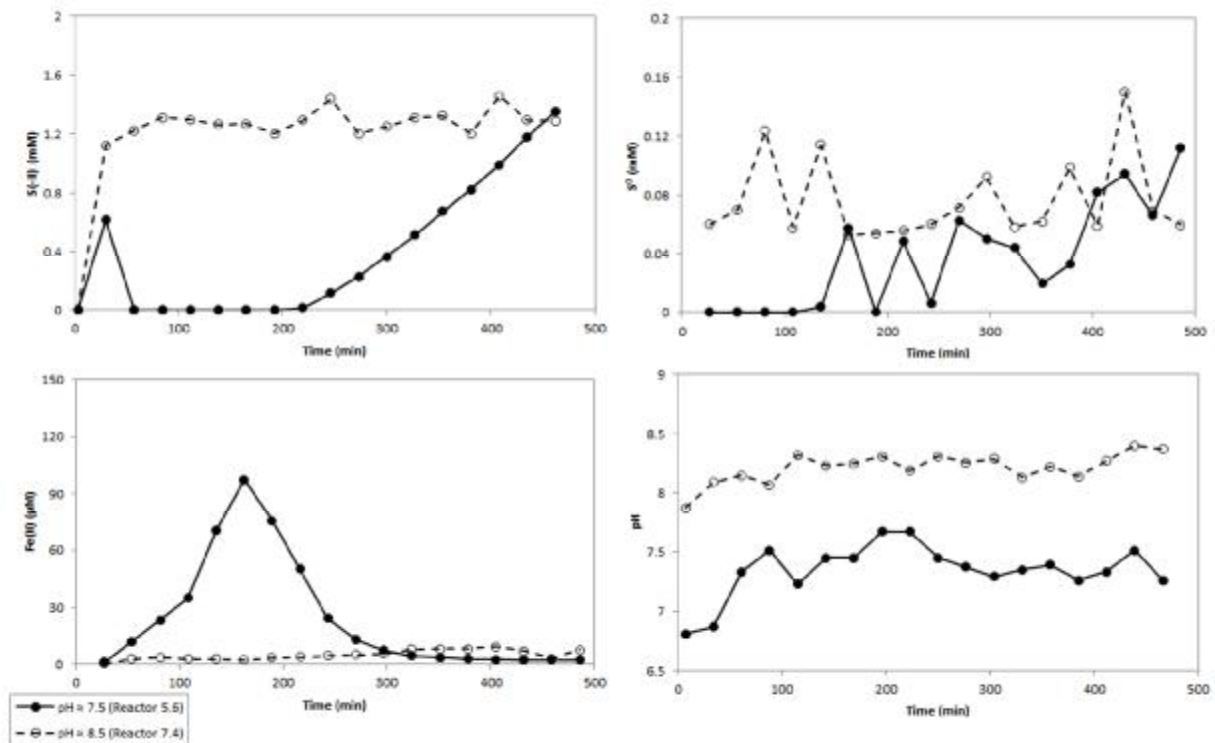 2
1.6
1.2
0.8
0.4
0
S(-II) (mM)
0 100 200 300 400 500
Time (min)
0.2
0.16
0.12
0.08
0.04
0
S⁰ (mM)
0 100 200 300 400 500
Time (min)
150
120
90
60
30
0
Fe(II) (µM)
0 100 200 300 400 500
Time (min)
9
8.5
8
7.5
7
6.5
pH
0 100 200 300 400 500
Time (min)
pH ≈ 7.5 (Reactor 5.6)
pH ≈ 8.5 (Reactor 7.4)